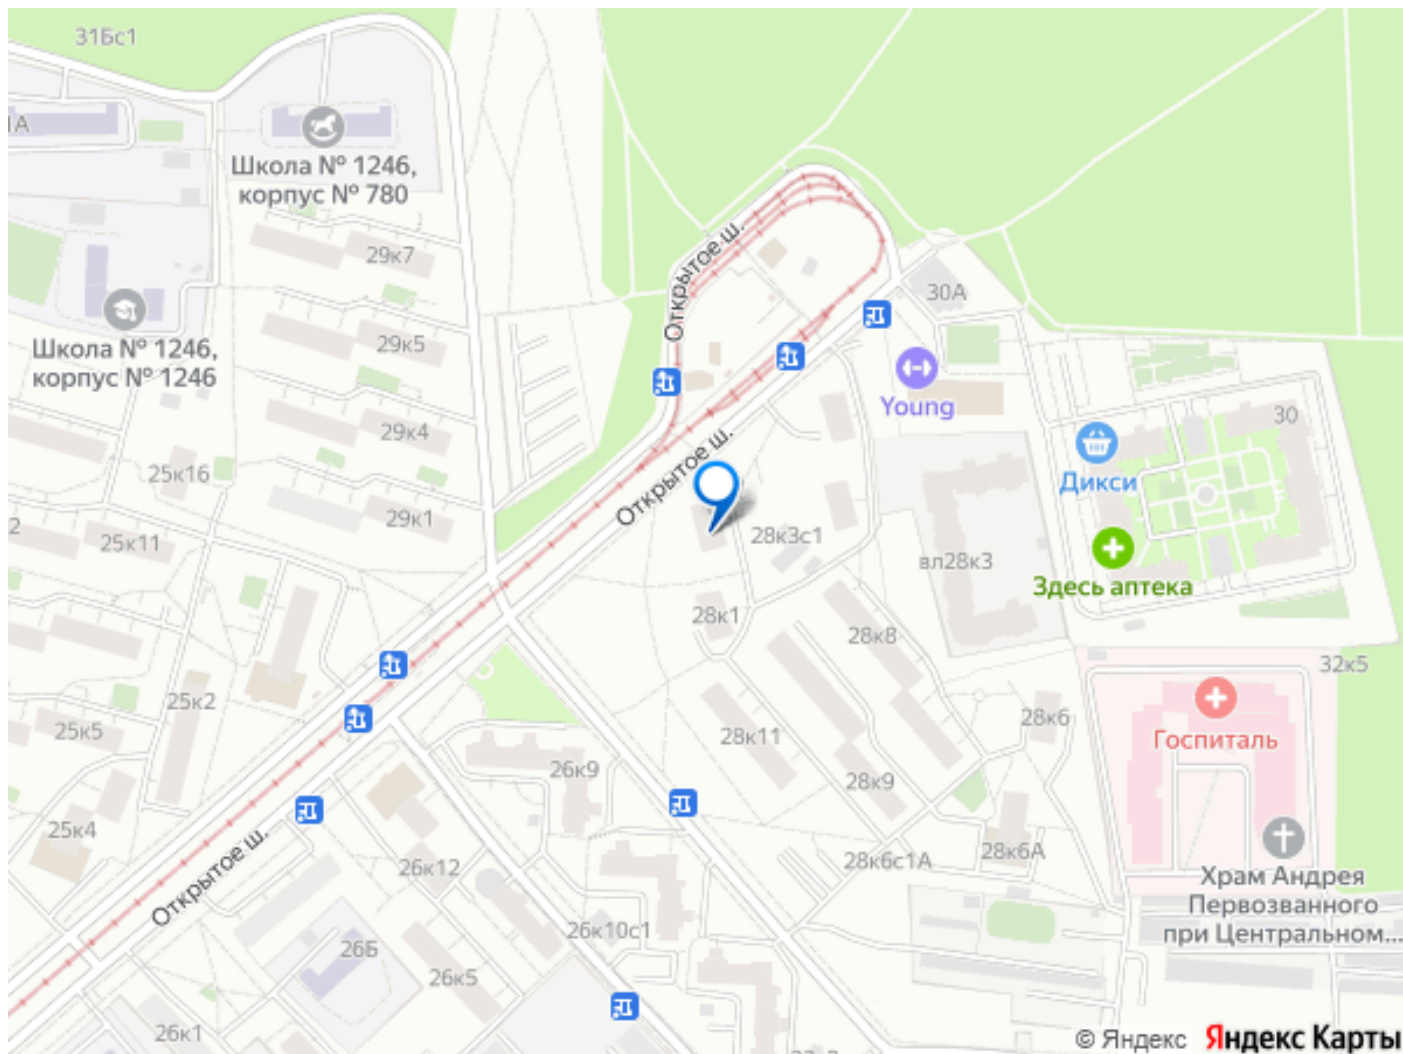 31Бс1
Школа № 1246,
корпус № 780
29к7
Открытое ш.
30А
Школа № 1246,
корпус № 1246
29к5
Young
29к4
30
25к16
Дикси
Открытое ш.
29к1
2
25к11
28к3с1
вл28к3
Здесь аптека
28к1
28к8
32к5
25к2
25к5
28к11
28к6
Госпиталь
26к9
28к9
25к4
26к12
28к6с1А
28к6А
Храм Андрея
Первозванного
при Центральном...
Открытое ш.
26к10с1
26Б
26к5
26к1
© Яндекс Яндекс Карты